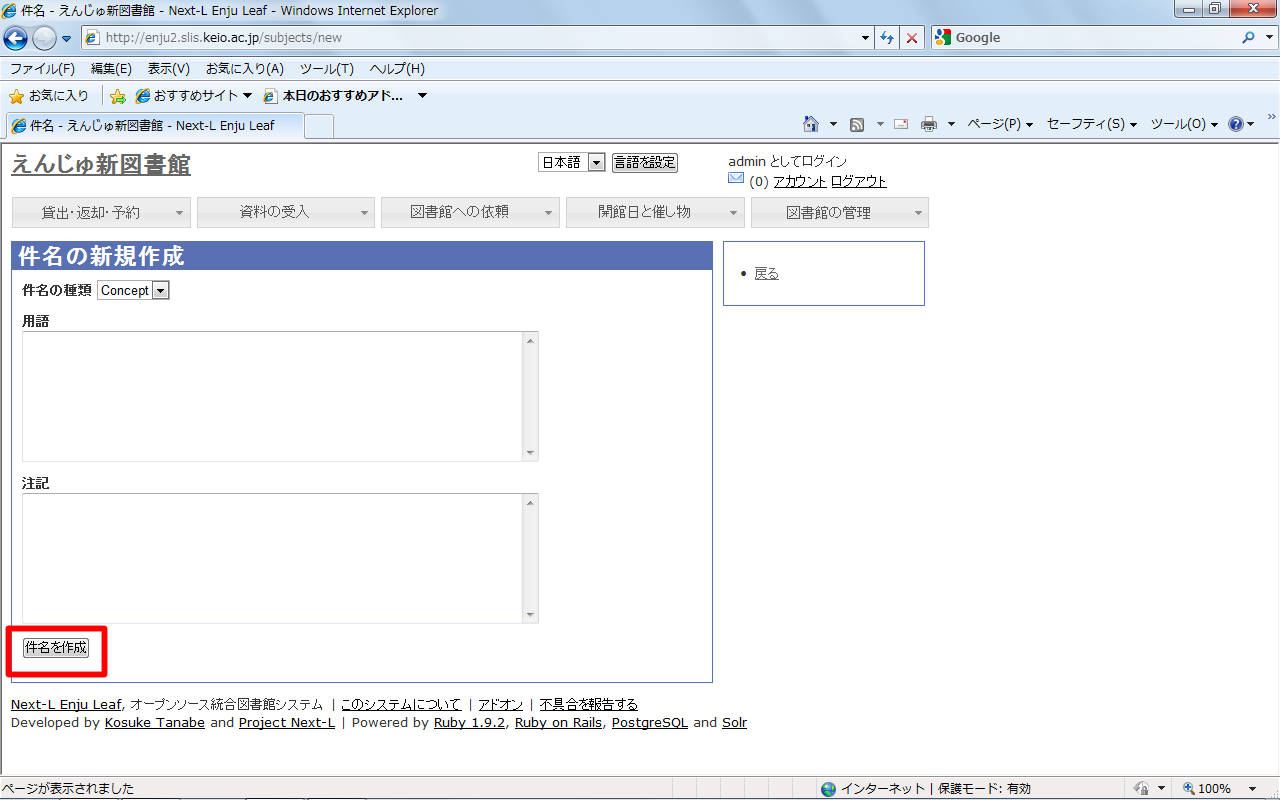 件名 - えんじゅ新図書館 - Next-L Enju Leaf - Windows Internet Explorer
http://enju2.slis.keio.ac.jp/subjects/new
Google
ファイル(F) 編集(E) 表示(V) お気に入り(A) ツール(T) ヘルプ(H)
お気に入り おすすめサイト 本日のおすすめアド...
件名 - えんじゅ新図書館 - Next-L Enju Leaf
ページ(P) セーフティ(S) ツール(O)
えんじゅ新図書館
日本語 言語を設定
admin としてログイン
(0) アカウント ログアウト
貸出・返却・予約 資料の受入 図書館への依頼 開館日と催し物 図書館の管理
件名の新規作成
戻る
件名の種類 Concept
用語
注記
件名を作成
Next-L Enju Leaf, オープンソース統合図書館システム | このシステムについて | アドオン | 不具合を報告する
Developed by Kosuke Tanabe and Project Next-L | Powered by Ruby 1.9.2, Ruby on Rails, PostgreSQL and Solr
ページが表示されました インターネット | 保護モード: 有効 100%